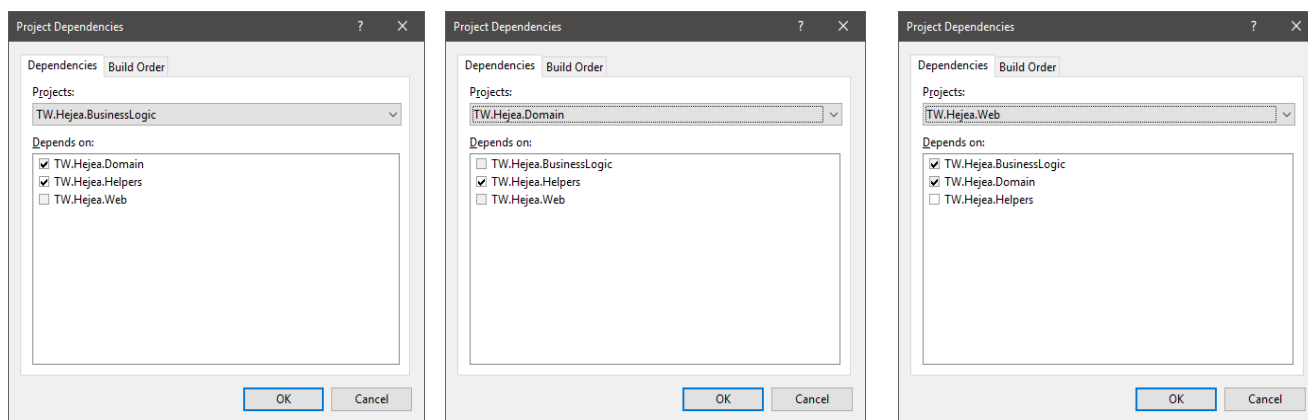 Project Dependencies ? ×
Dependencies Build Order
Projects:
TW.Hejea.BusinessLogic
Depends on:
TW.Hejea.Domain
TW.Hejea.Helpers
TW.Hejea.Web
OK Cancel
Project Dependencies ? ×
Dependencies Build Order
Projects:
TW.Hejea.Domain
Depends on:
TW.Hejea.BusinessLogic
TW.Hejea.Helpers
TW.Hejea.Web
OK Cancel
Project Dependencies ? ×
Dependencies Build Order
Projects:
TW.Hejea.Web
Depends on:
TW.Hejea.BusinessLogic
TW.Hejea.Domain
TW.Hejea.Helpers
OK Cancel